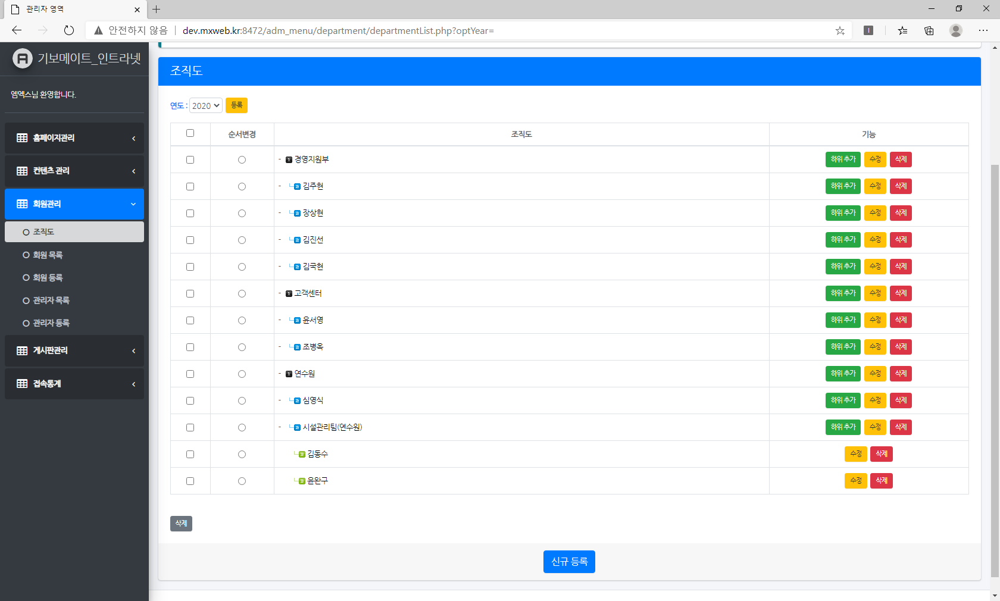 관리자 영역
안전하지 않음 | dev.mxweb.kr:8472/adm_menu/department/departmentList.php?optYear=
기보메이트_인트라넷
엠엑스님 환영합니다.
홈페이지관리
컨텐츠 관리
회원관리
조직도
회원 목록
회원 등록
관리자 목록
관리자 등록
게시판관리
접속통계
조직도
연도 : 2020 등록
순서변경 조직도 기능
- 1 경영지원부 하위 추가 수정 삭제
- 2 김주현 하위 추가 수정 삭제
- 2 장상현 하위 추가 수정 삭제
- 2 김진선 하위 추가 수정 삭제
- 2 김국현 하위 추가 수정 삭제
- 1 고객센터 하위 추가 수정 삭제
- 2 윤서영 하위 추가 수정 삭제
- 2 조병옥 하위 추가 수정 삭제
- 1 연수원 하위 추가 수정 삭제
- 2 심영식 하위 추가 수정 삭제
- 2 시설관리팀(연수원) 하위 추가 수정 삭제
3 김동수 수정 삭제
3 윤완구 수정 삭제
삭제
신규 등록